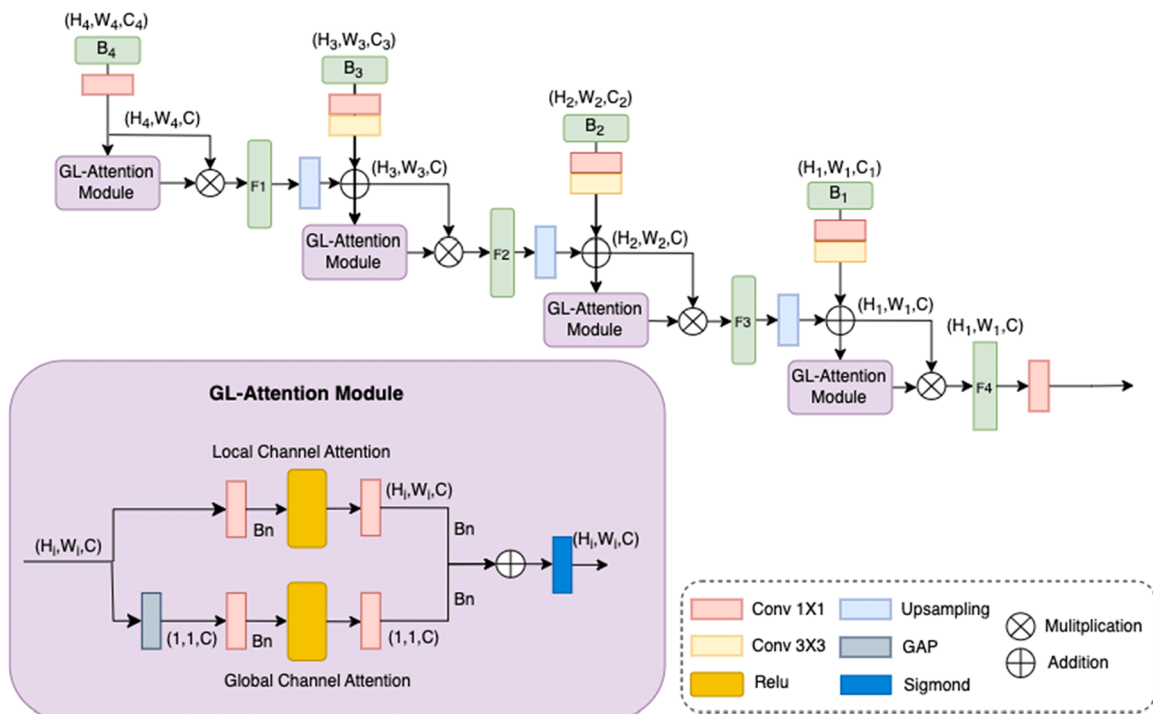 (H₄,W₄,C₄)
B₄
(H₄,W₄,C)
GL-Attention
Module
F1
(H₃,W₃,C₃)
B₃
(H₃,W₃,C)
GL-Attention
Module
F2
(H₂,W₂,C₂)
B₂
(H₂,W₂,C)
GL-Attention
Module
F3
(H₁,W₁,C₁)
B₁
(H₁,W₁,C)
GL-Attention
Module
(H₁,W₁,C)
F4
GL-Attention Module
Local Channel Attention
(Hᵢ,Wᵢ,C)
Bn
(Hᵢ,Wᵢ,C)
Bn
(Hᵢ,Wᵢ,C)
(1,1,C)
Bn
(1,1,C)
Bn
Global Channel Attention
Conv 1X1
Upsampling
Mulitplication
Conv 3X3
GAP
Addition
Relu
Sigmond